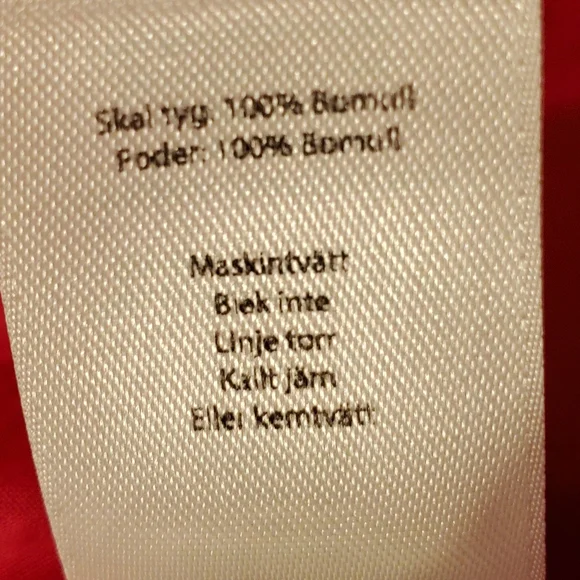 Skal tyg: 100% Bomull
Foder: 100% Bomull
Maskintvätt
Blek inte
Linje torr
Kallt järn
Eller kemtvätt